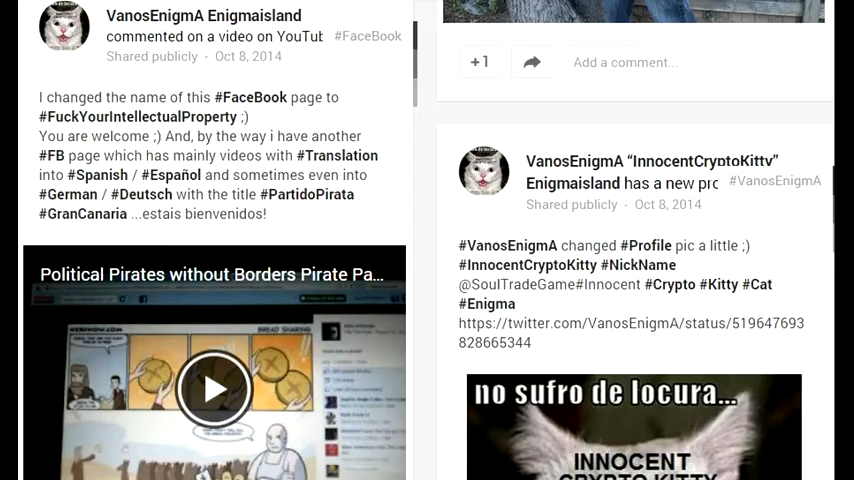 VanosEnigmA Enigmaisland
commented on a video on YouTub
#FaceBook
Shared publicly - Oct 8, 2014
I changed the name of this #FaceBook page to
#FuckYourIntellectualProperty ;)
You are welcome ;) And, by the way i have another
#FB page which has mainly videos with #Translation
into #Spanish / #Español and sometimes even into
#German / #Deutsch with the title #PartidoPirata
#GranCanaria ...estais bienvenidos!
Political Pirates without Borders Pirate Pa...
BREAD SHARING
+1
Add a comment...
VanosEnigmA “InnocentCryptoKitty”
Enigmaisland has a new pro
#VanosEnigmA
Shared publicly - Oct 8, 2014
#VanosEnigmA changed #Profile pic a little ;)
#InnocentCryptoKitty #NickName
@SoulTradeGame#Innocent #Crypto #Kitty #Cat
#Enigma
https://twitter.com/VanosEnigmA/status/519647693
828665344
no sufro de locura...
INNOCENT
CRYPTO KITTY